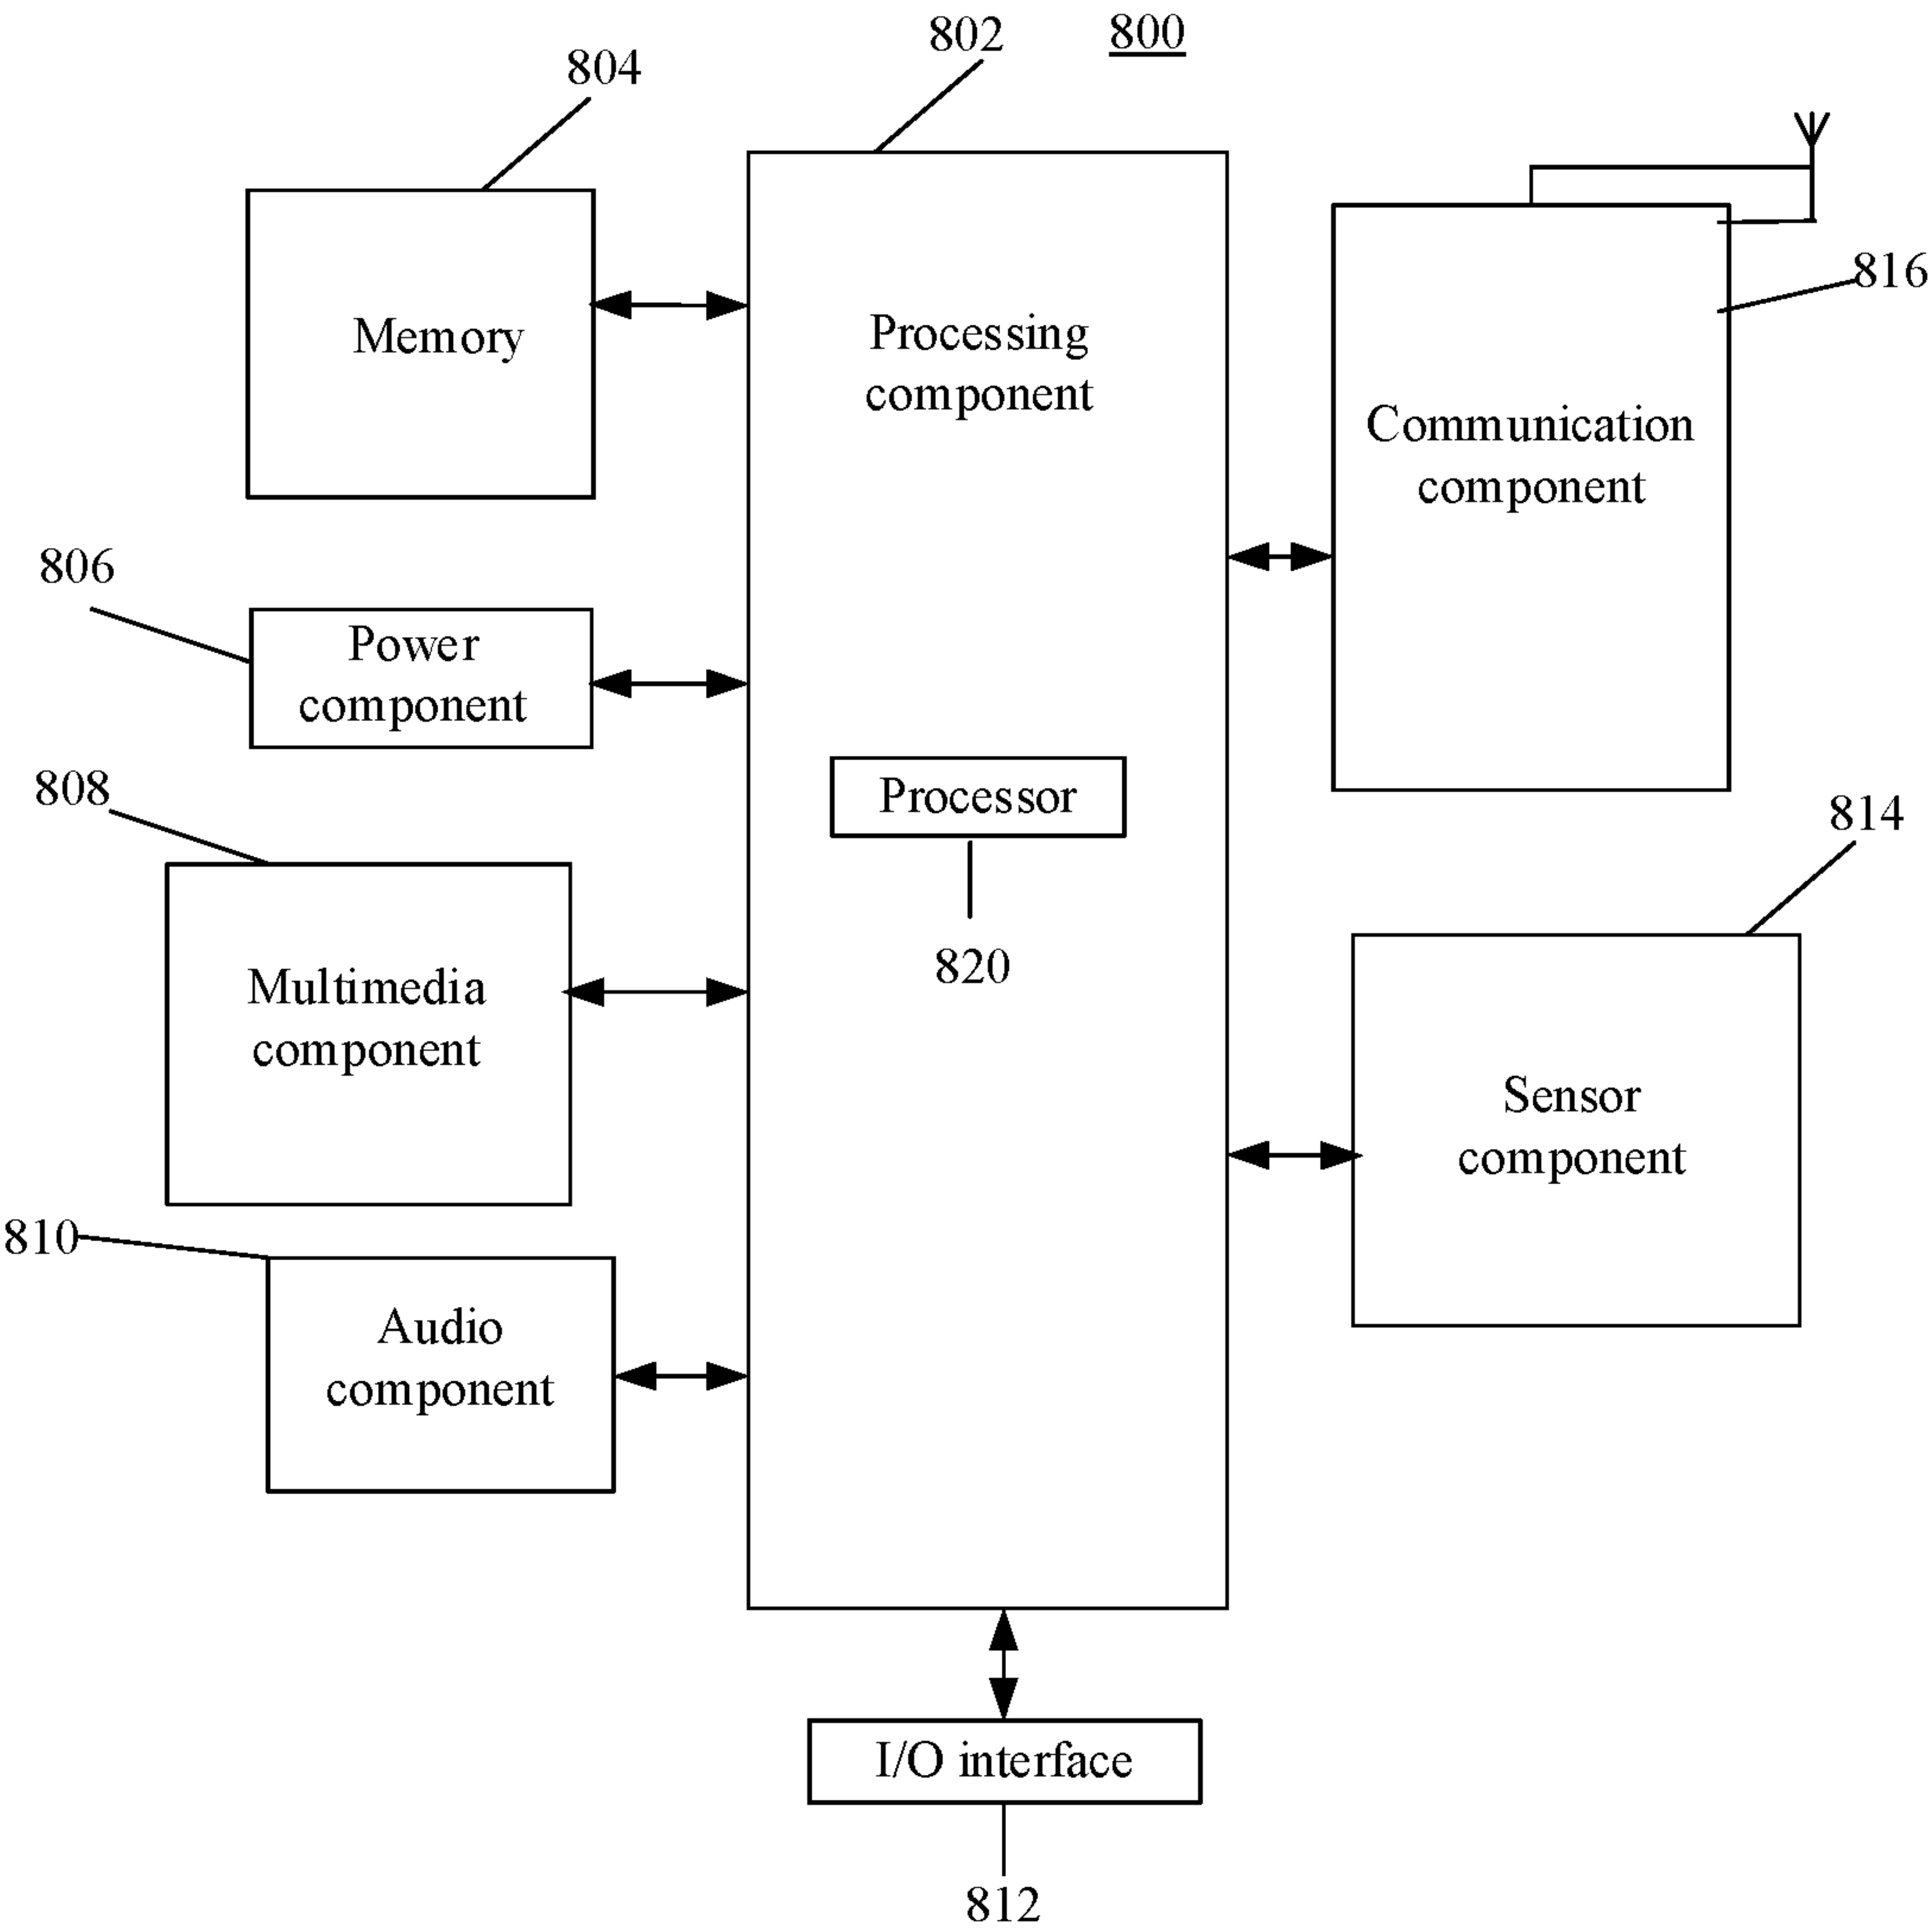 802
800
804
Memory
Processing
component
816
Communication
component
806
Power
component
808
Processor
814
820
Multimedia
component
Sensor
component
810
Audio
component
I/O interface
812